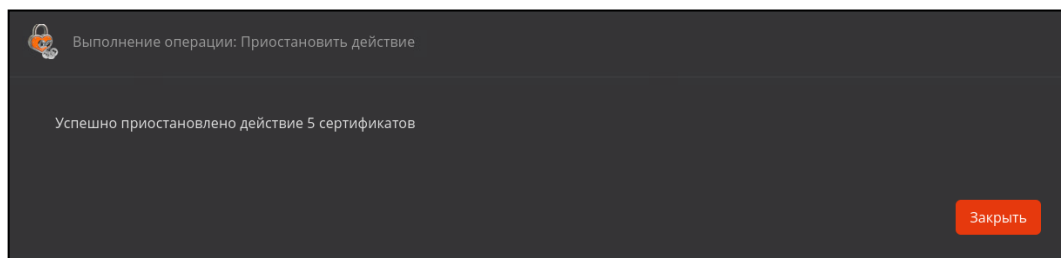 Выполнение операции: Приостановить действие
Успешно приостановлено действие 5 сертификатов
Закрыть